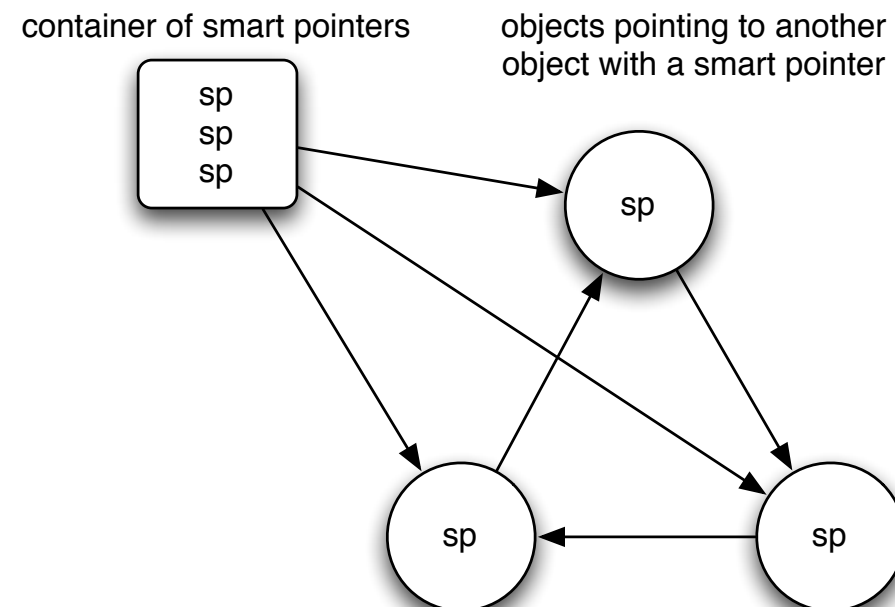 container of smart pointers
objects pointing to another
object with a smart pointer
sp
sp
sp
sp
sp
sp